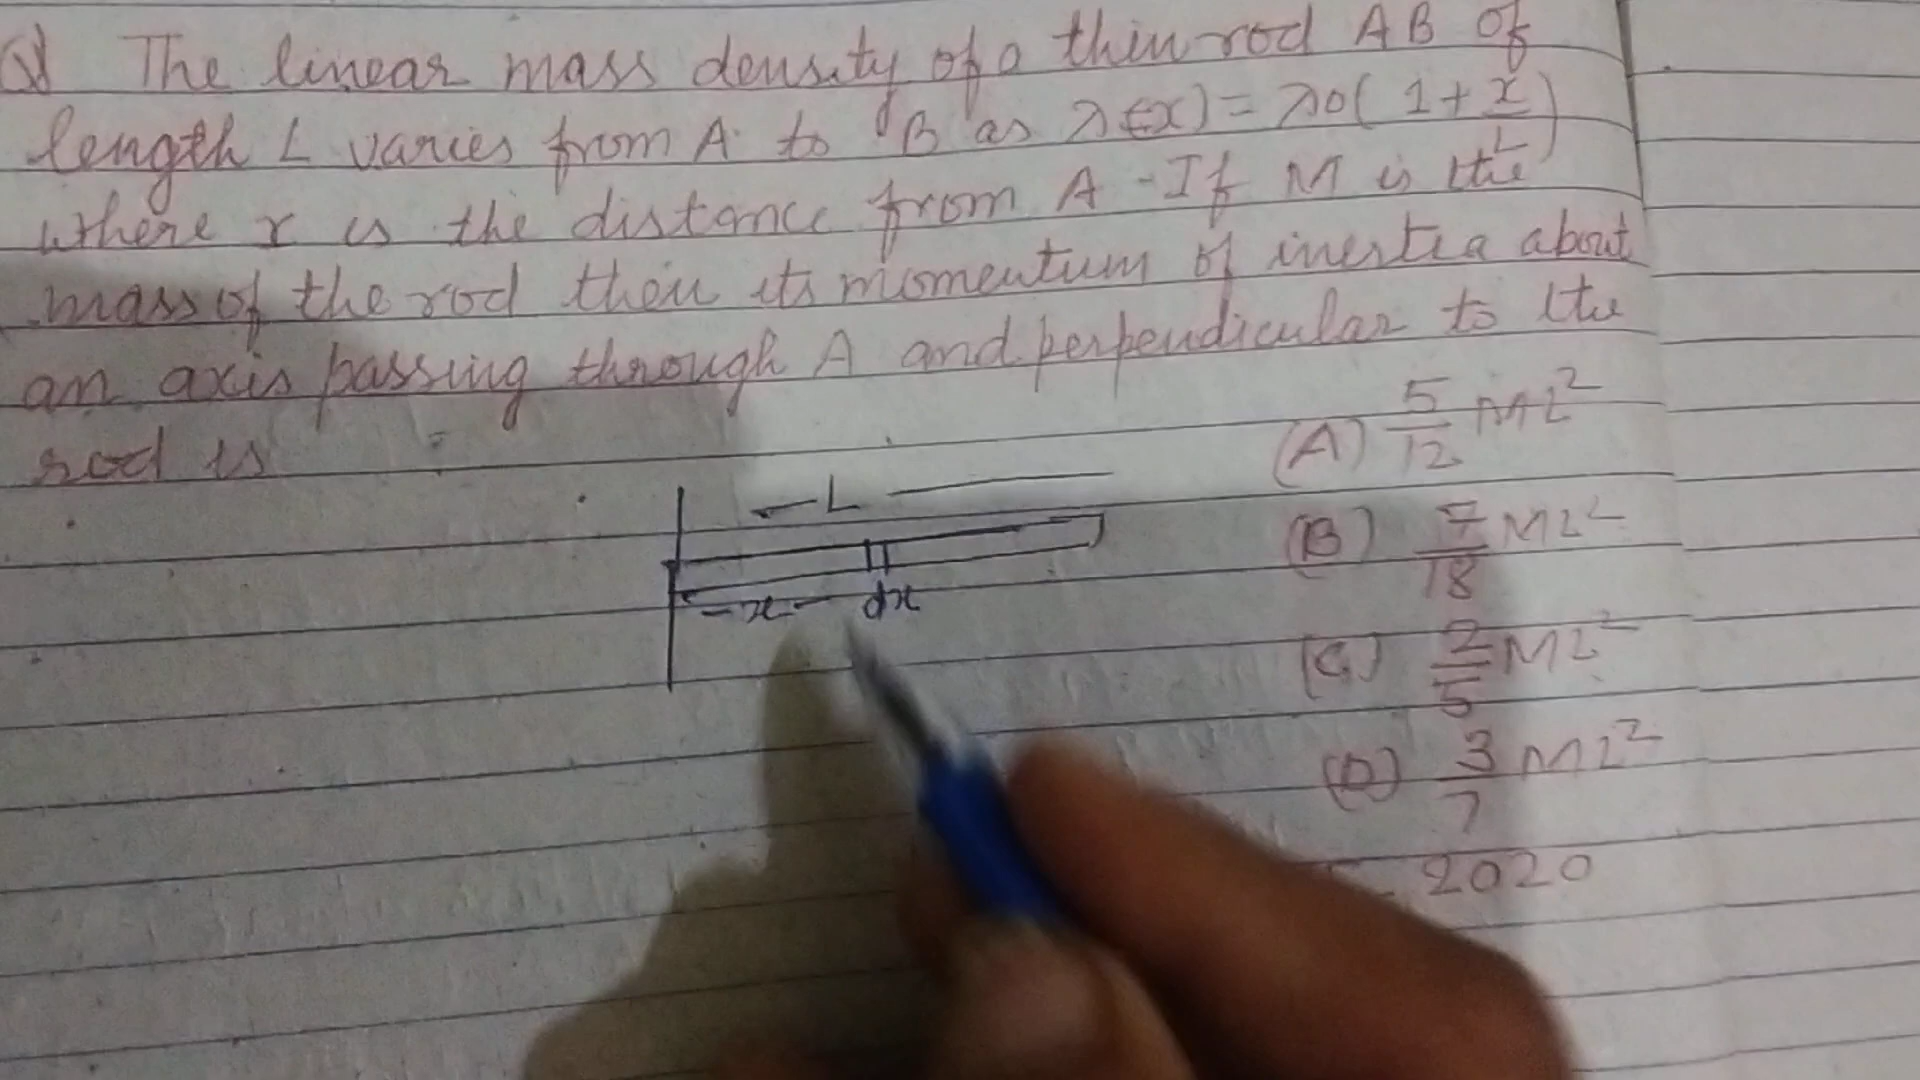 Q The linear mass density of a thin rod AB of
length L varies from A to B as λ(x) = λ0(1 + x/L)
where x is the distance from A - If M is the
mass of the rod then its momentum of inertia about
an axis passing through A and perpendicular to the
rod is
(A) 5/12 ML²
L
(B) 7/18 ML²
x dx
(C) 2/5 ML²
(D) 3/7 ML²
2020